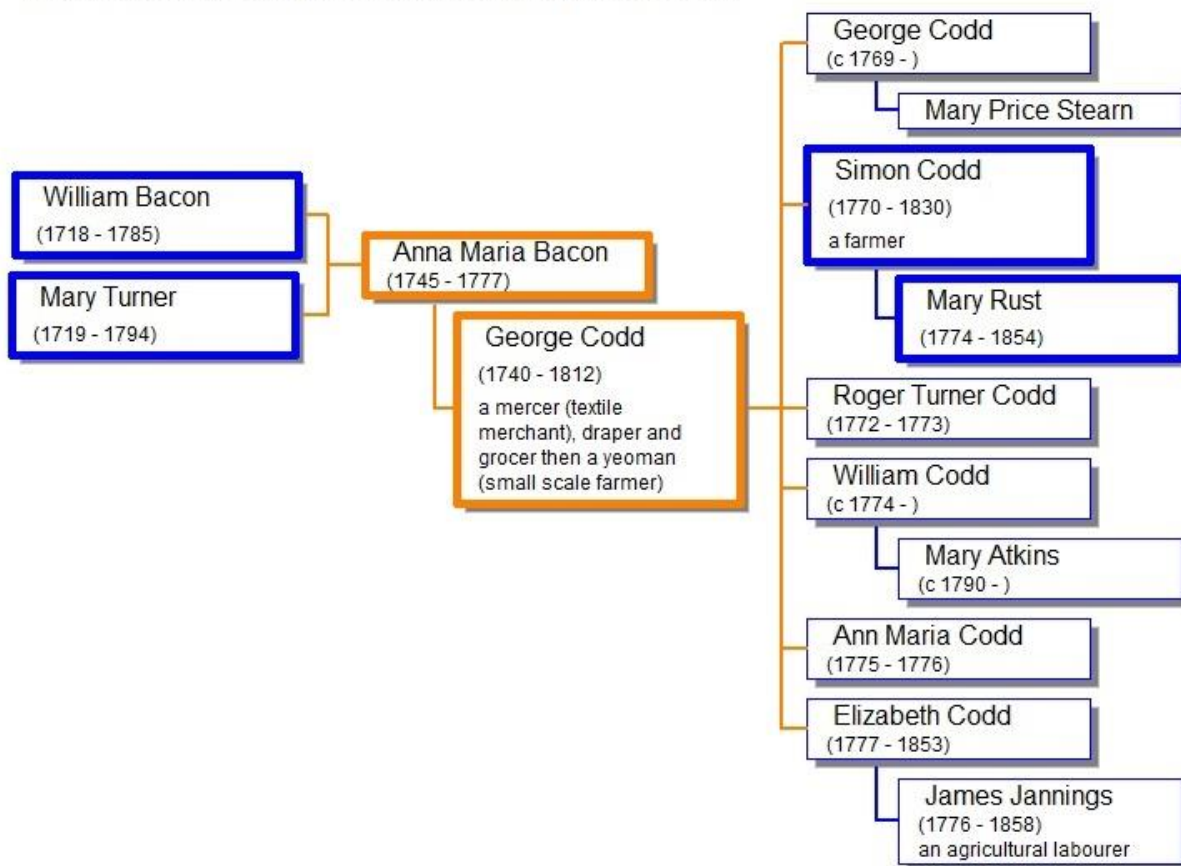 William Bacon
(1718 - 1785)
Mary Turner
(1719 - 1794)
Anna Maria Bacon
(1745 - 1777)
George Codd
(1740 - 1812)
a mercer (textile
merchant), draper and
grocer then a yeoman
(small scale farmer)
George Codd
(c 1769 - )
Mary Price Stearn
Simon Codd
(1770 - 1830)
a farmer
Mary Rust
(1774 - 1854)
Roger Turner Codd
(1772 - 1773)
William Codd
(c 1774 - )
Mary Atkins
(c 1790 - )
Ann Maria Codd
(1775 - 1776)
Elizabeth Codd
(1777 - 1853)
James Jannings
(1776 - 1858)
an agricultural labourer